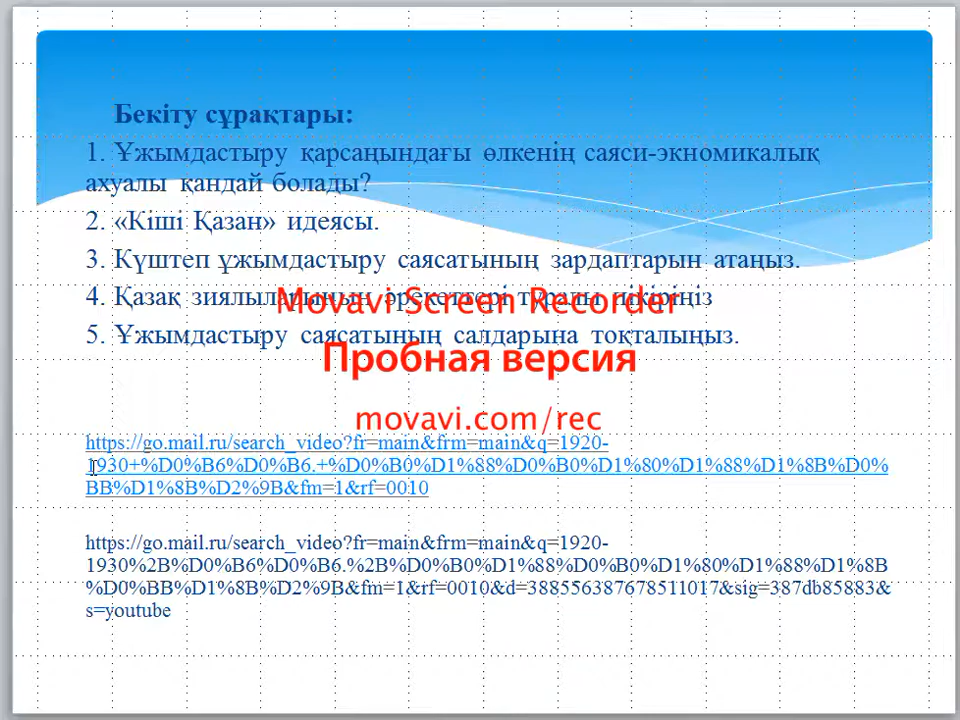 Бекіту сұрақтары:
1. Ұжымдастыру қарсаңындағы өлкенің саяси-экномикалық
ахуалы қандай болады?
2. «Кіші Қазан» идеясы.
3. Күштеп ұжымдастыру саясатының зардаптарын атаңыз.
4. Қазақ зиялыларының әрекеттері туралы пікіріңіз
Movavi Screen Recorder
5. Ұжымдастыру саясатының салдарына тоқталыңыз.
Пробная версия
movavi.com/rec
https://go.mail.ru/search_video?fr=main&frm=main&q=1920-
1930+%D0%B6%D0%B6.+%D0%B0%D1%88%D0%B0%D1%80%D1%88%D1%8B%D0%
BB%D1%8B%D2%9B&fm=1&rf=0010
https://go.mail.ru/search_video?fr=main&frm=main&q=1920-
1930%2B%D0%B6%D0%B6.%2B%D0%B0%D1%88%D0%B0%D1%80%D1%88%D1%8B
%D0%BB%D1%8B%D2%9B&fm=1&rf=0010&d=388556387678511017&sig=387db85883&
s=youtube